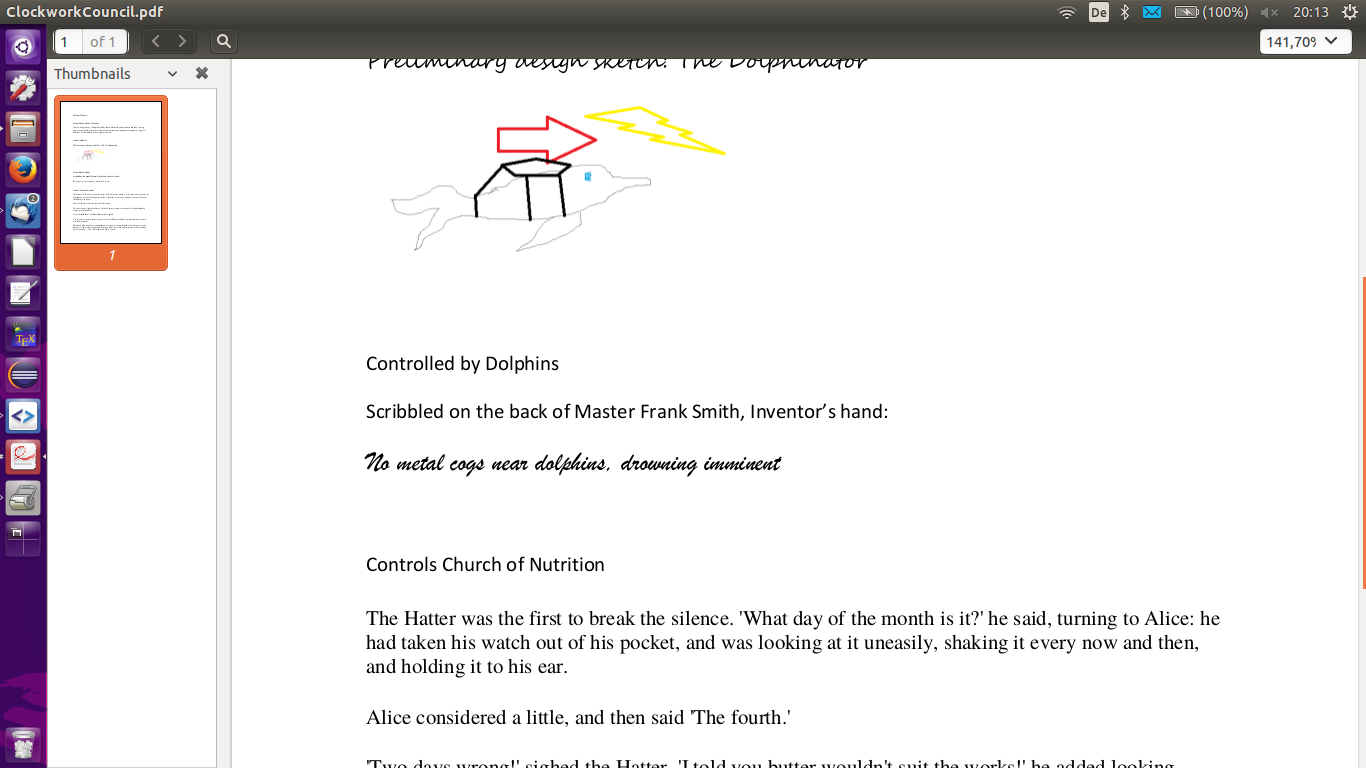 ClockworkCouncil.pdf
De
(100%)
20:13
1 of 1
141,70%
Thumbnails
1
Preliminary design sketch: The Dolphinator
Controlled by Dolphins
Scribbled on the back of Master Frank Smith, Inventor’s hand:
No metal cogs near dolphins, drowning imminent
Controls Church of Nutrition
The Hatter was the first to break the silence. 'What day of the month is it?' he said, turning to Alice: he
had taken his watch out of his pocket, and was looking at it uneasily, shaking it every now and then,
and holding it to his ear.
Alice considered a little, and then said 'The fourth.'
'Two days wrong!' sighed the Hatter. 'I told you butter wouldn't suit the works!' he added looking
2
TEX